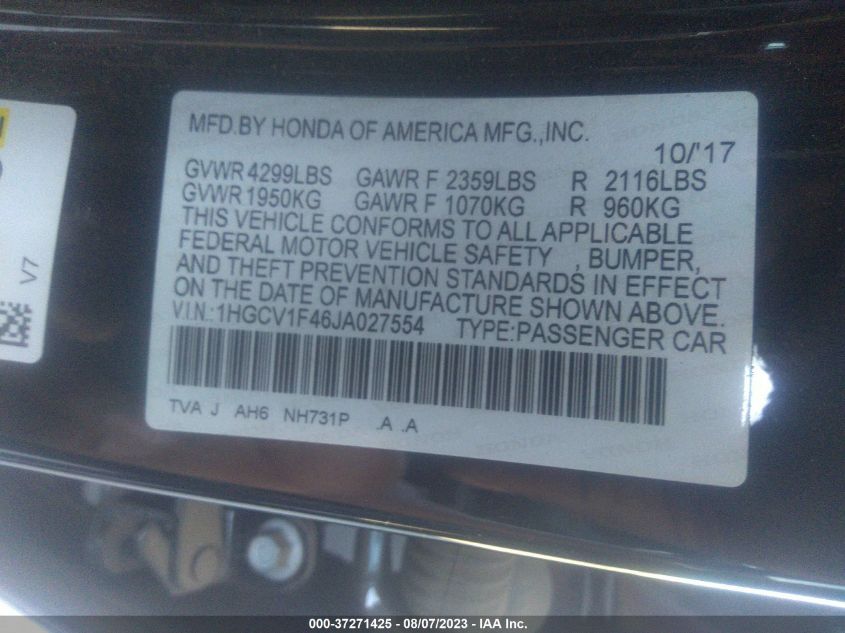 MFD.BY HONDA OF AMERICA MFG.,INC.
10/'17
GVWR 4299LBS GAWR F 2359LBS R 2116LBS
GVWR 1950KG GAWR F 1070KG R 960KG
THIS VEHICLE CONFORMS TO ALL APPLICABLE
FEDERAL MOTOR VEHICLE SAFETY , BUMPER,
AND THEFT PREVENTION STANDARDS IN EFFECT
ON THE DATE OF MANUFACTURE SHOWN ABOVE.
V.I.N.:1HGCV1F46JA027554 TYPE:PASSENGER CAR
TVA J AH6 NH731P .A .A
V7
000-37271425 - 08/07/2023 - IAA Inc.